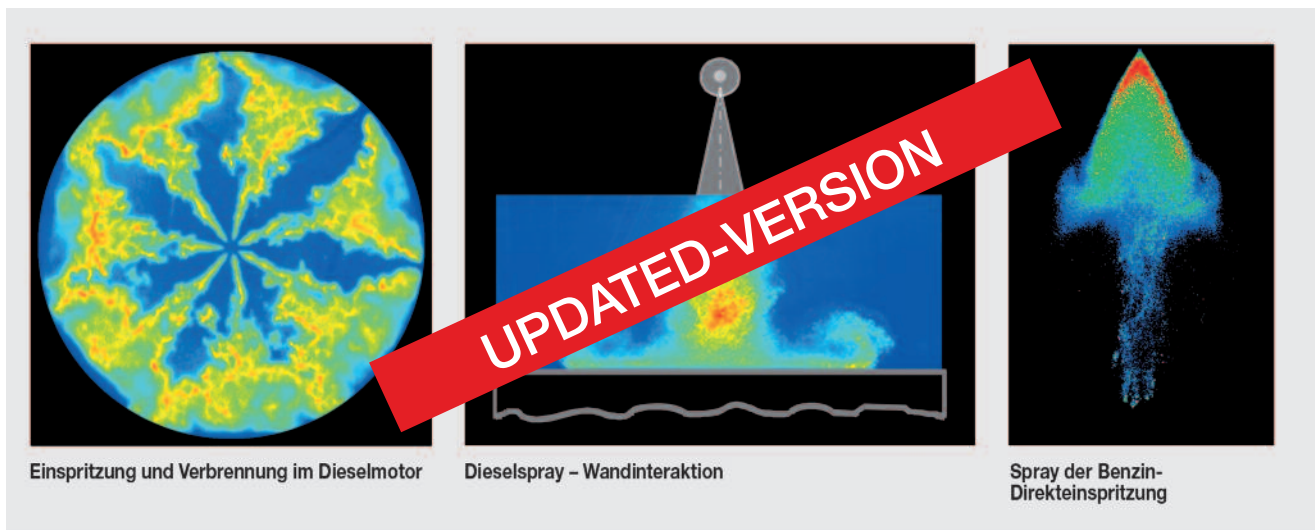 UPDATED-VERSION
Einspritzung und Verbrennung im Dieselmotor
Dieselspray – Wandinteraktion
Spray der Benzin-
Direkteinspritzung